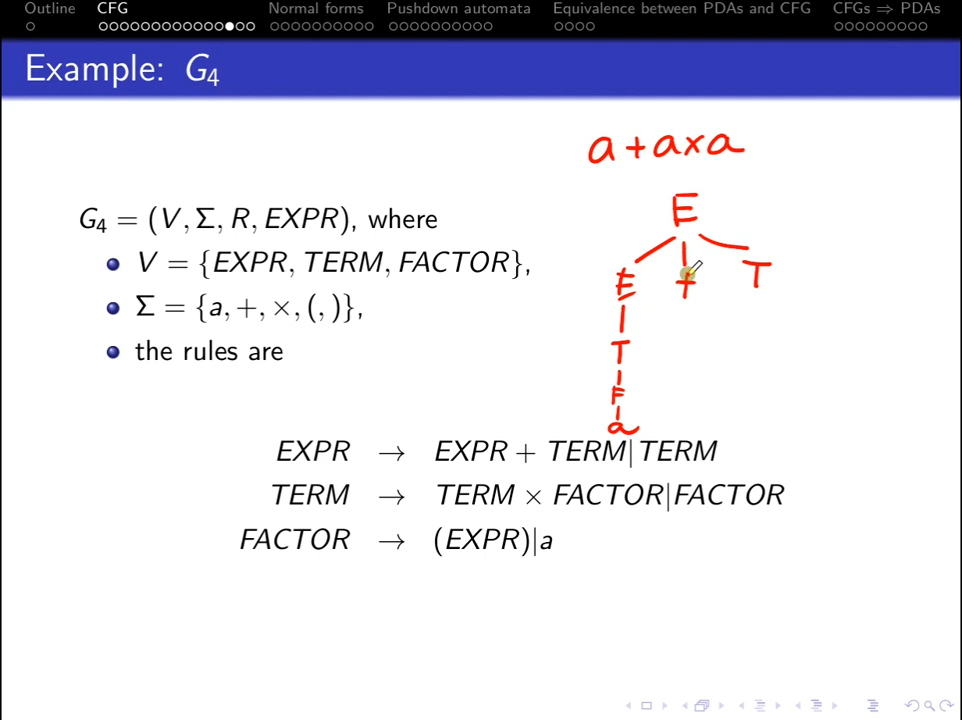 Outline CFG Normal forms Pushdown automata Equivalence between PDAs and CFG CFGs ⇒ PDAs
Example: G₄
a + a × a
E
G₄ = (V, Σ, R, EXPR), where
V = {EXPR, TERM, FACTOR},
E + T
Σ = {a, +, ×, (, )},
the rules are
T
F
a
EXPR → EXPR + TERM|TERM
TERM → TERM × FACTOR|FACTOR
FACTOR → (EXPR)|a